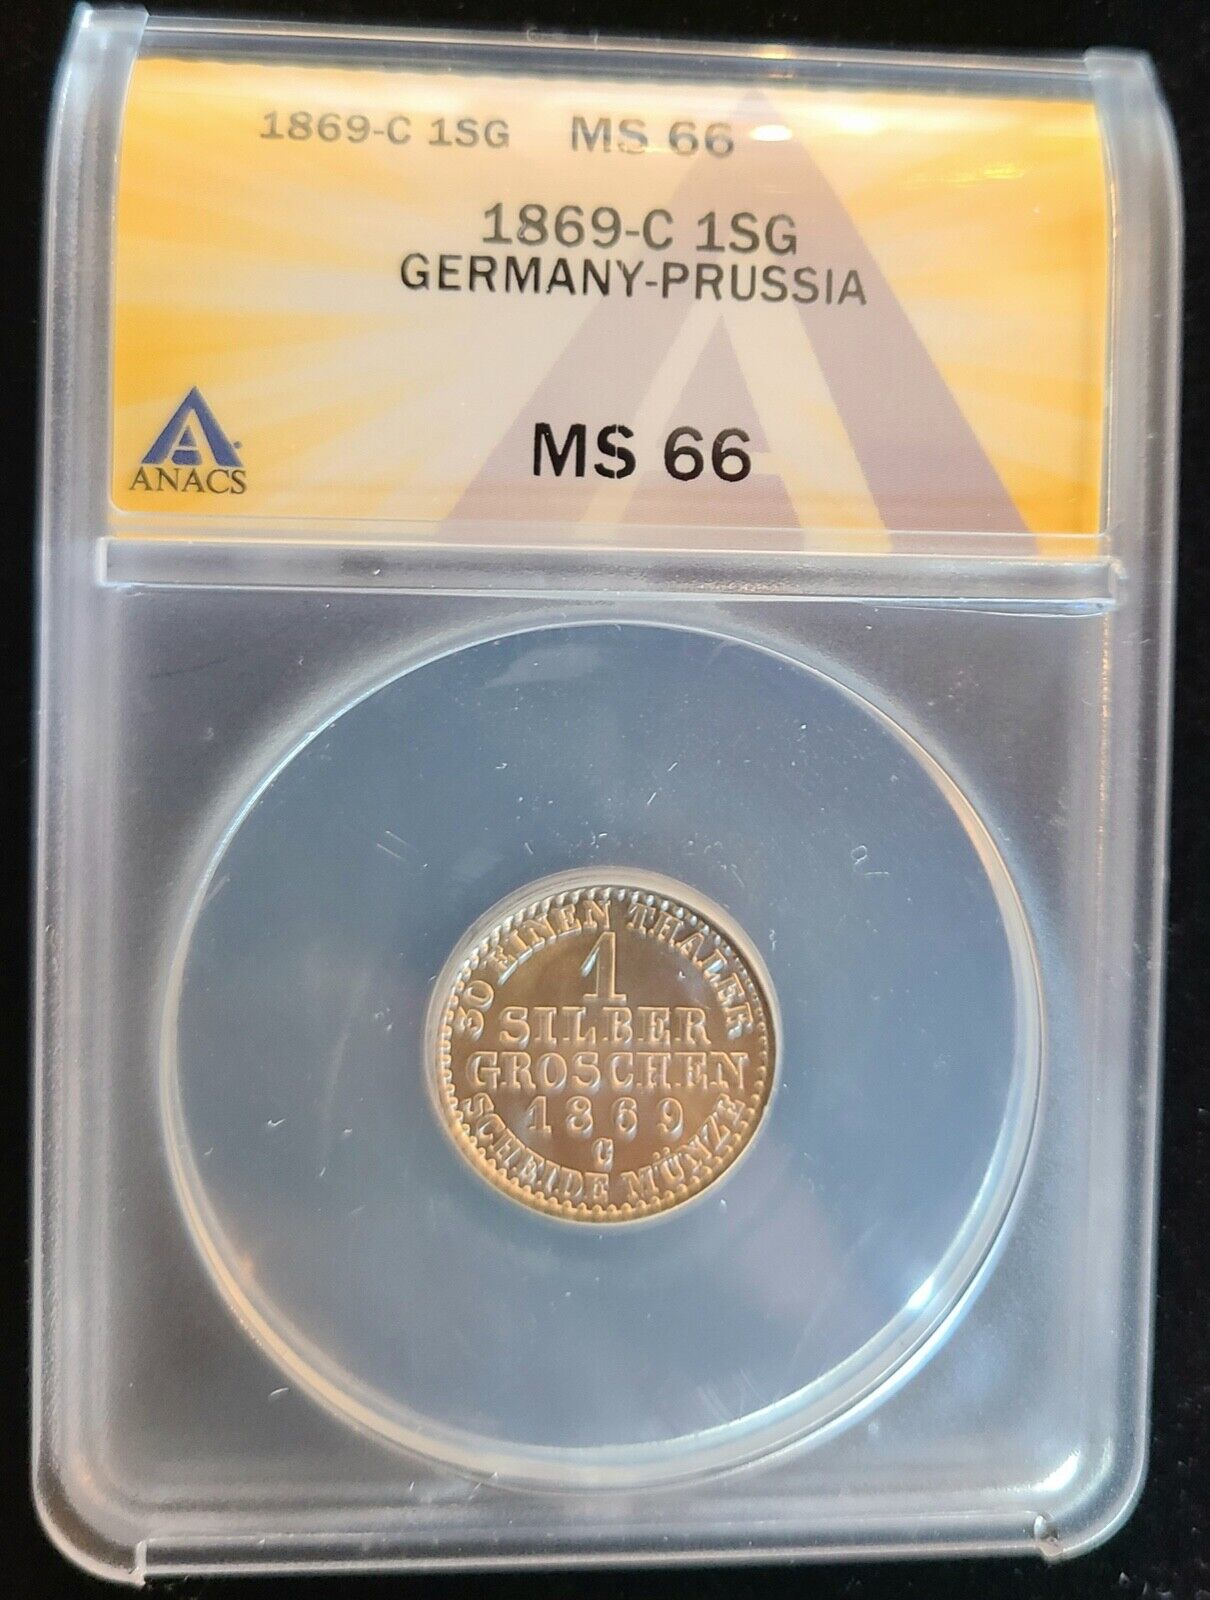 1869-C 1SG MS 66
1869-C 1SG
GERMANY-PRUSSIA
ANACS
MS 66
30 EINEN THALER
1
SILBER
GROSCHEN
1869
C
SCHEIDE MÜNZE